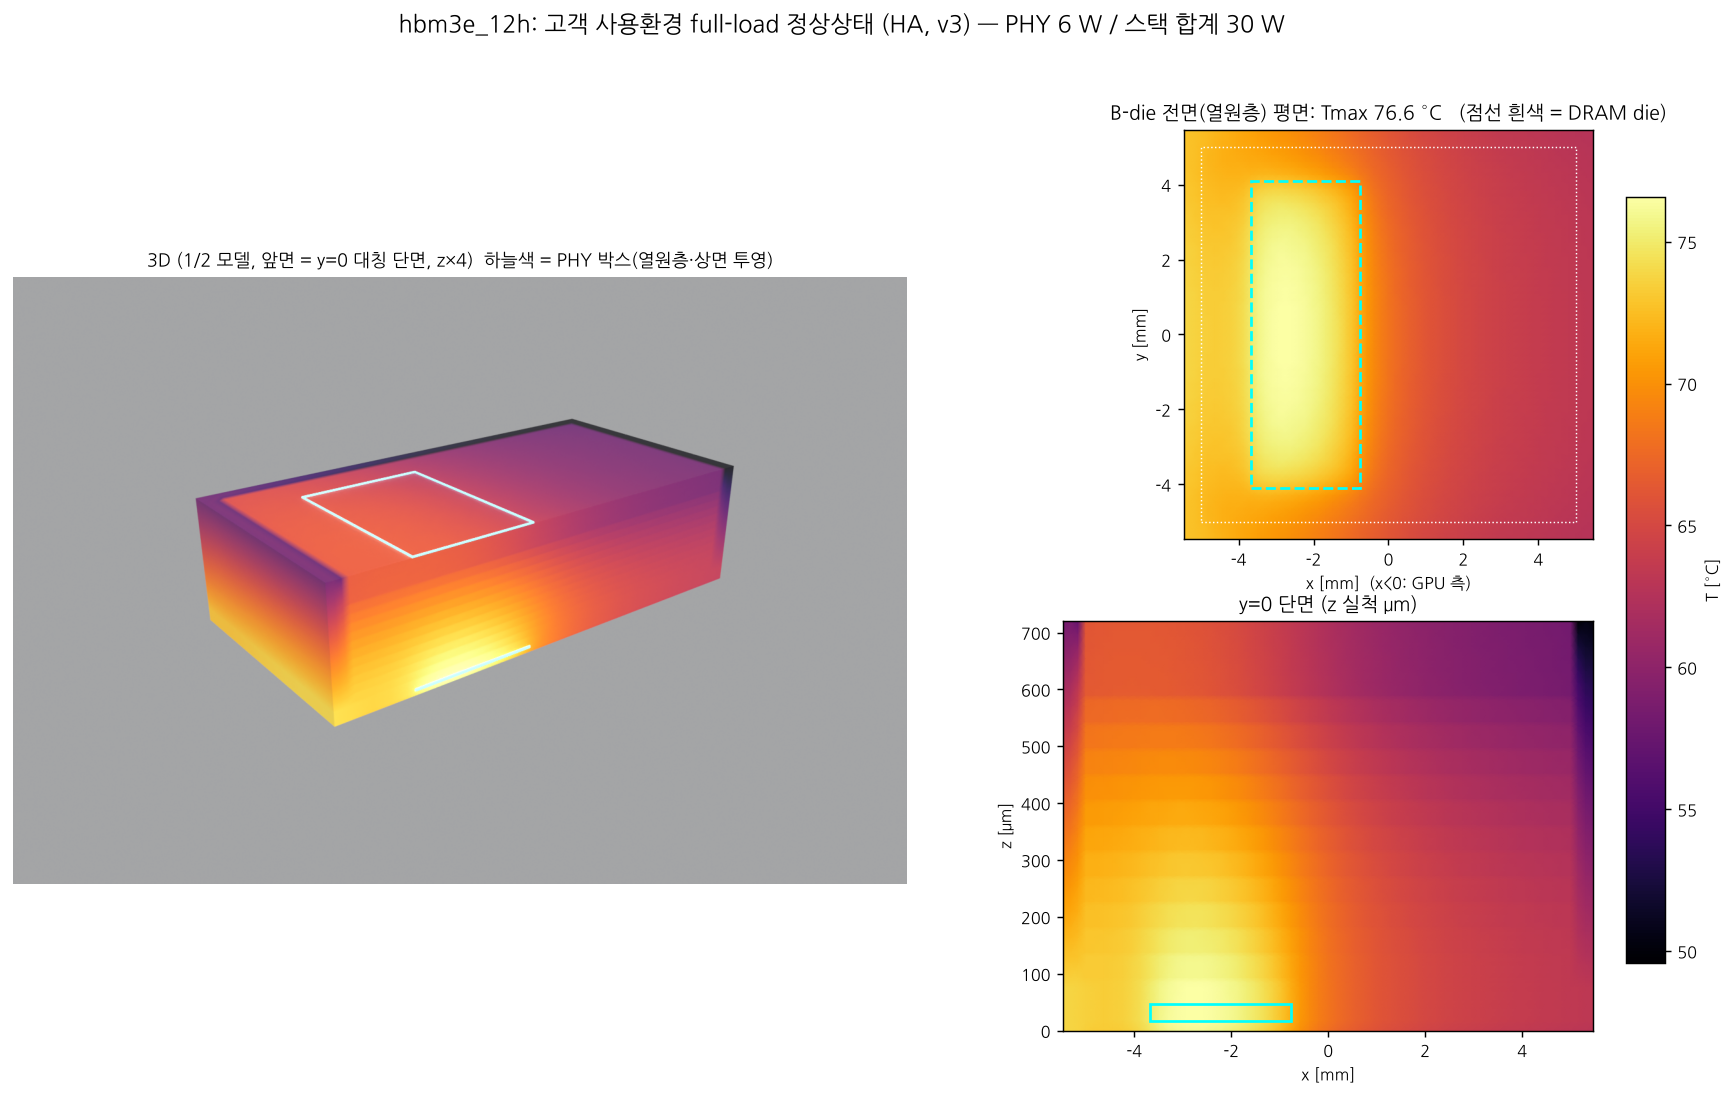 hbm3e_12h: 고객 사용환경 full-load 정상상태 (HA, v3) — PHY 6 W / 스택 합계 30 W
3D (1/2 모델, 앞면 = y=0 대칭 단면, z×4)  하늘색 = PHY 박스(열원층·상면 투영)
B-die 전면(열원층) 평면: Tmax 76.6 °C   (점선 흰색 = DRAM die)
4
2
0
-2
-4
y [mm]
-4 -2 0 2 4
x [mm]  (x<0: GPU 측)
y=0 단면 (z 실척 µm)
700
600
500
400
300
200
100
0
z [µm]
-4 -2 0 2 4
x [mm]
75
70
65
60
55
50
T [°C]